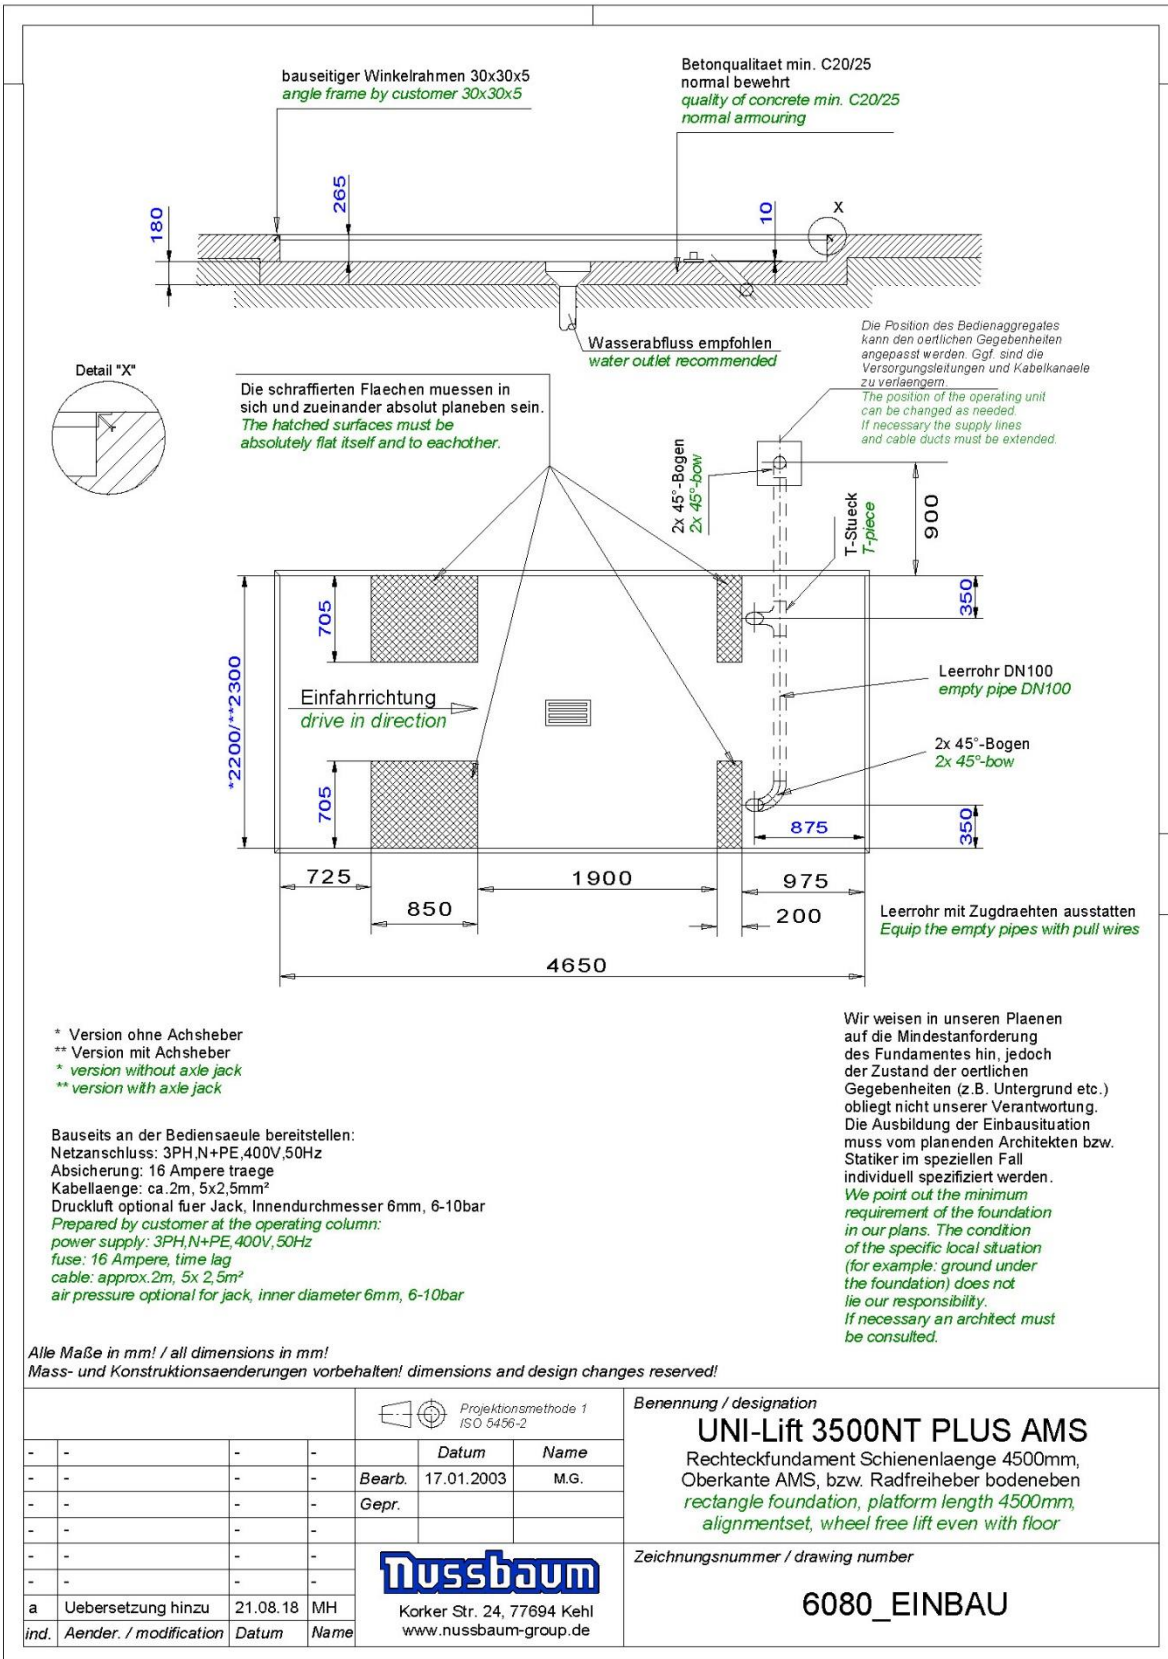 bauseitiger Winkelrahmen 30x30x5
angle frame by customer 30x30x5
Betonqualitaet min. C20/25
normal bewehrt
quality of concrete min. C20/25
normal armouring
180
265
10
X
Wasserabfluss empfohlen
water outlet recommended
Die Position des Bedienaggregates
kann den oertlichen Gegebenheiten
angepasst werden. Ggf. sind die
Versorgungsleitungen und Kabelkanaele
zu verlaengern.
The position of the operating unit
can be changed as needed.
If necessary the supply lines
and cable ducts must be extended.
Detail "X"
Die schraffierten Flaechen muessen in
sich und zueinander absolut planeben sein.
The hatched surfaces must be
absolutely flat itself and to eachother.
2x 45°-Bogen
2x 45°-bow
T-Stueck
T-piece
900
350
705
*2200/**2300
Einfahrrichtung
drive in direction
Leerrohr DN100
empty pipe DN100
2x 45°-Bogen
2x 45°-bow
705
875
350
725
1900
975
850
200
Leerrohr mit Zugdraehten ausstatten
Equip the empty pipes with pull wires
4650
* Version ohne Achsheber
** Version mit Achsheber
* version without axle jack
** version with axle jack
Bauseits an der Bediensaeule bereitstellen:
Netzanschluss: 3PH,N+PE,400V,50Hz
Absicherung: 16 Ampere traege
Kabellaenge: ca.2m, 5x2,5mm²
Druckluft optional fuer Jack, Innendurchmesser 6mm, 6-10bar
Prepared by customer at the operating column:
power supply: 3PH,N+PE,400V,50Hz
fuse: 16 Ampere, time lag
cable: approx.2m, 5x 2,5m²
air pressure optional for jack, inner diameter 6mm, 6-10bar
Wir weisen in unseren Plaenen
auf die Mindestanforderung
des Fundamentes hin, jedoch
der Zustand der oertlichen
Gegebenheiten (z.B. Untergrund etc.)
obliegt nicht unserer Verantwortung.
Die Ausbildung der Einbausituation
muss vom planenden Architekten bzw.
Statiker im speziellen Fall
individuell spezifiziert werden.
We point out the minimum
requirement of the foundation
in our plans. The condition
of the specific local situation
(for example: ground under
the foundation) does not
lie our responsibility.
If necessary an architect must
be consulted.
Alle Maße in mm! / all dimensions in mm!
Mass- und Konstruktionsaenderungen vorbehalten! dimensions and design changes reserved!
Projektionsmethode 1
ISO 5456-2
Datum Name
Bearb. 17.01.2003 M.G.
Gepr.
- - - -
- - - -
- - - -
- - - -
- - - -
- - - -
a Uebersetzung hinzu 21.08.18 MH
ind. Aender. / modification Datum Name
Nussbaum
Korker Str. 24, 77694 Kehl
www.nussbaum-group.de
Benennung / designation
UNI-Lift 3500NT PLUS AMS
Rechteckfundament Schienenlaenge 4500mm,
Oberkante AMS, bzw. Radfreiheber bodeneben
rectangle foundation, platform length 4500mm,
alignmentset, wheel free lift even with floor
Zeichnungsnummer / drawing number
6080_EINBAU